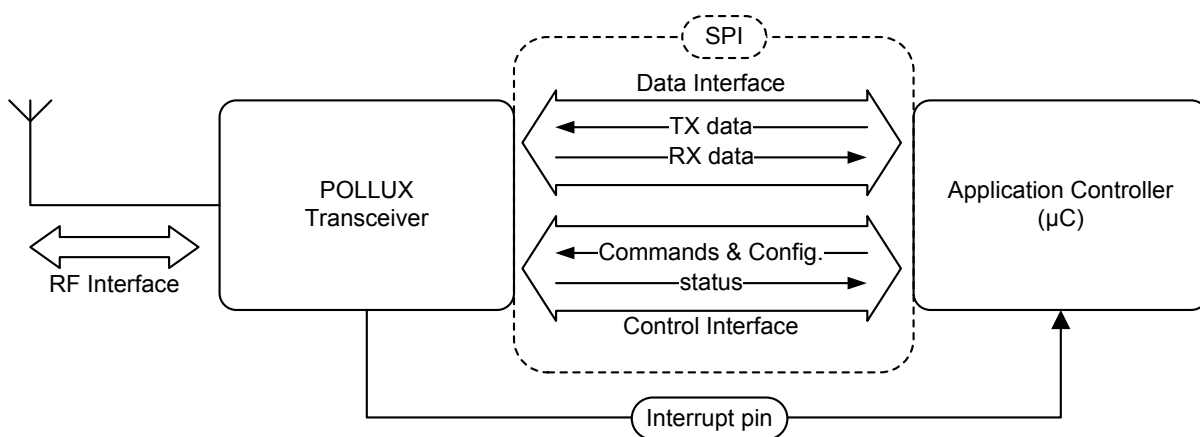 SPI
Data Interface
TX data
RX data
POLLUX
Transceiver
Application Controller
(µC)
Commands & Config.
status
RF Interface
Control Interface
Interrupt pin